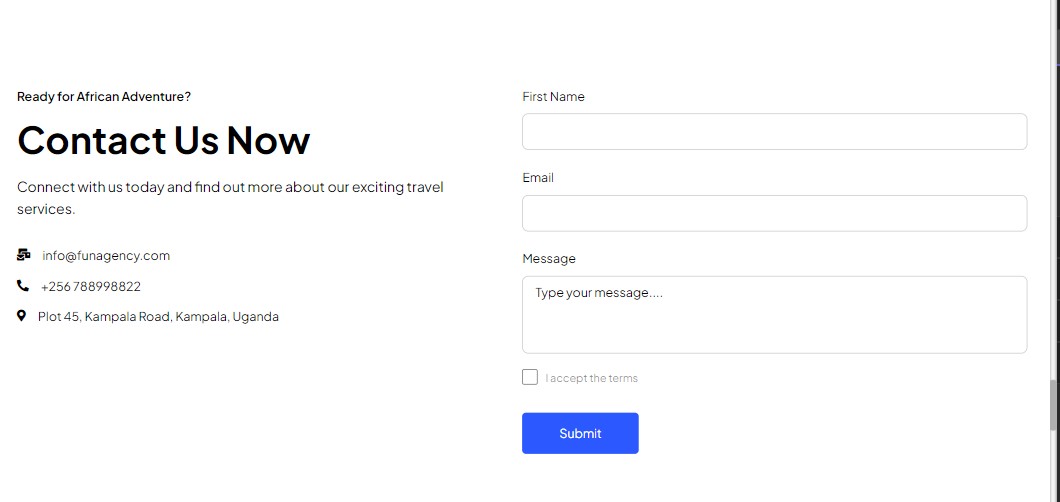 Ready for African Adventure?
Contact Us Now
Connect with us today and find out more about our exciting travel
services.
info@funagency.com
+256 788998822
Plot 45, Kampala Road, Kampala, Uganda
First Name
Email
Message
Type your message....
I accept the terms
Submit